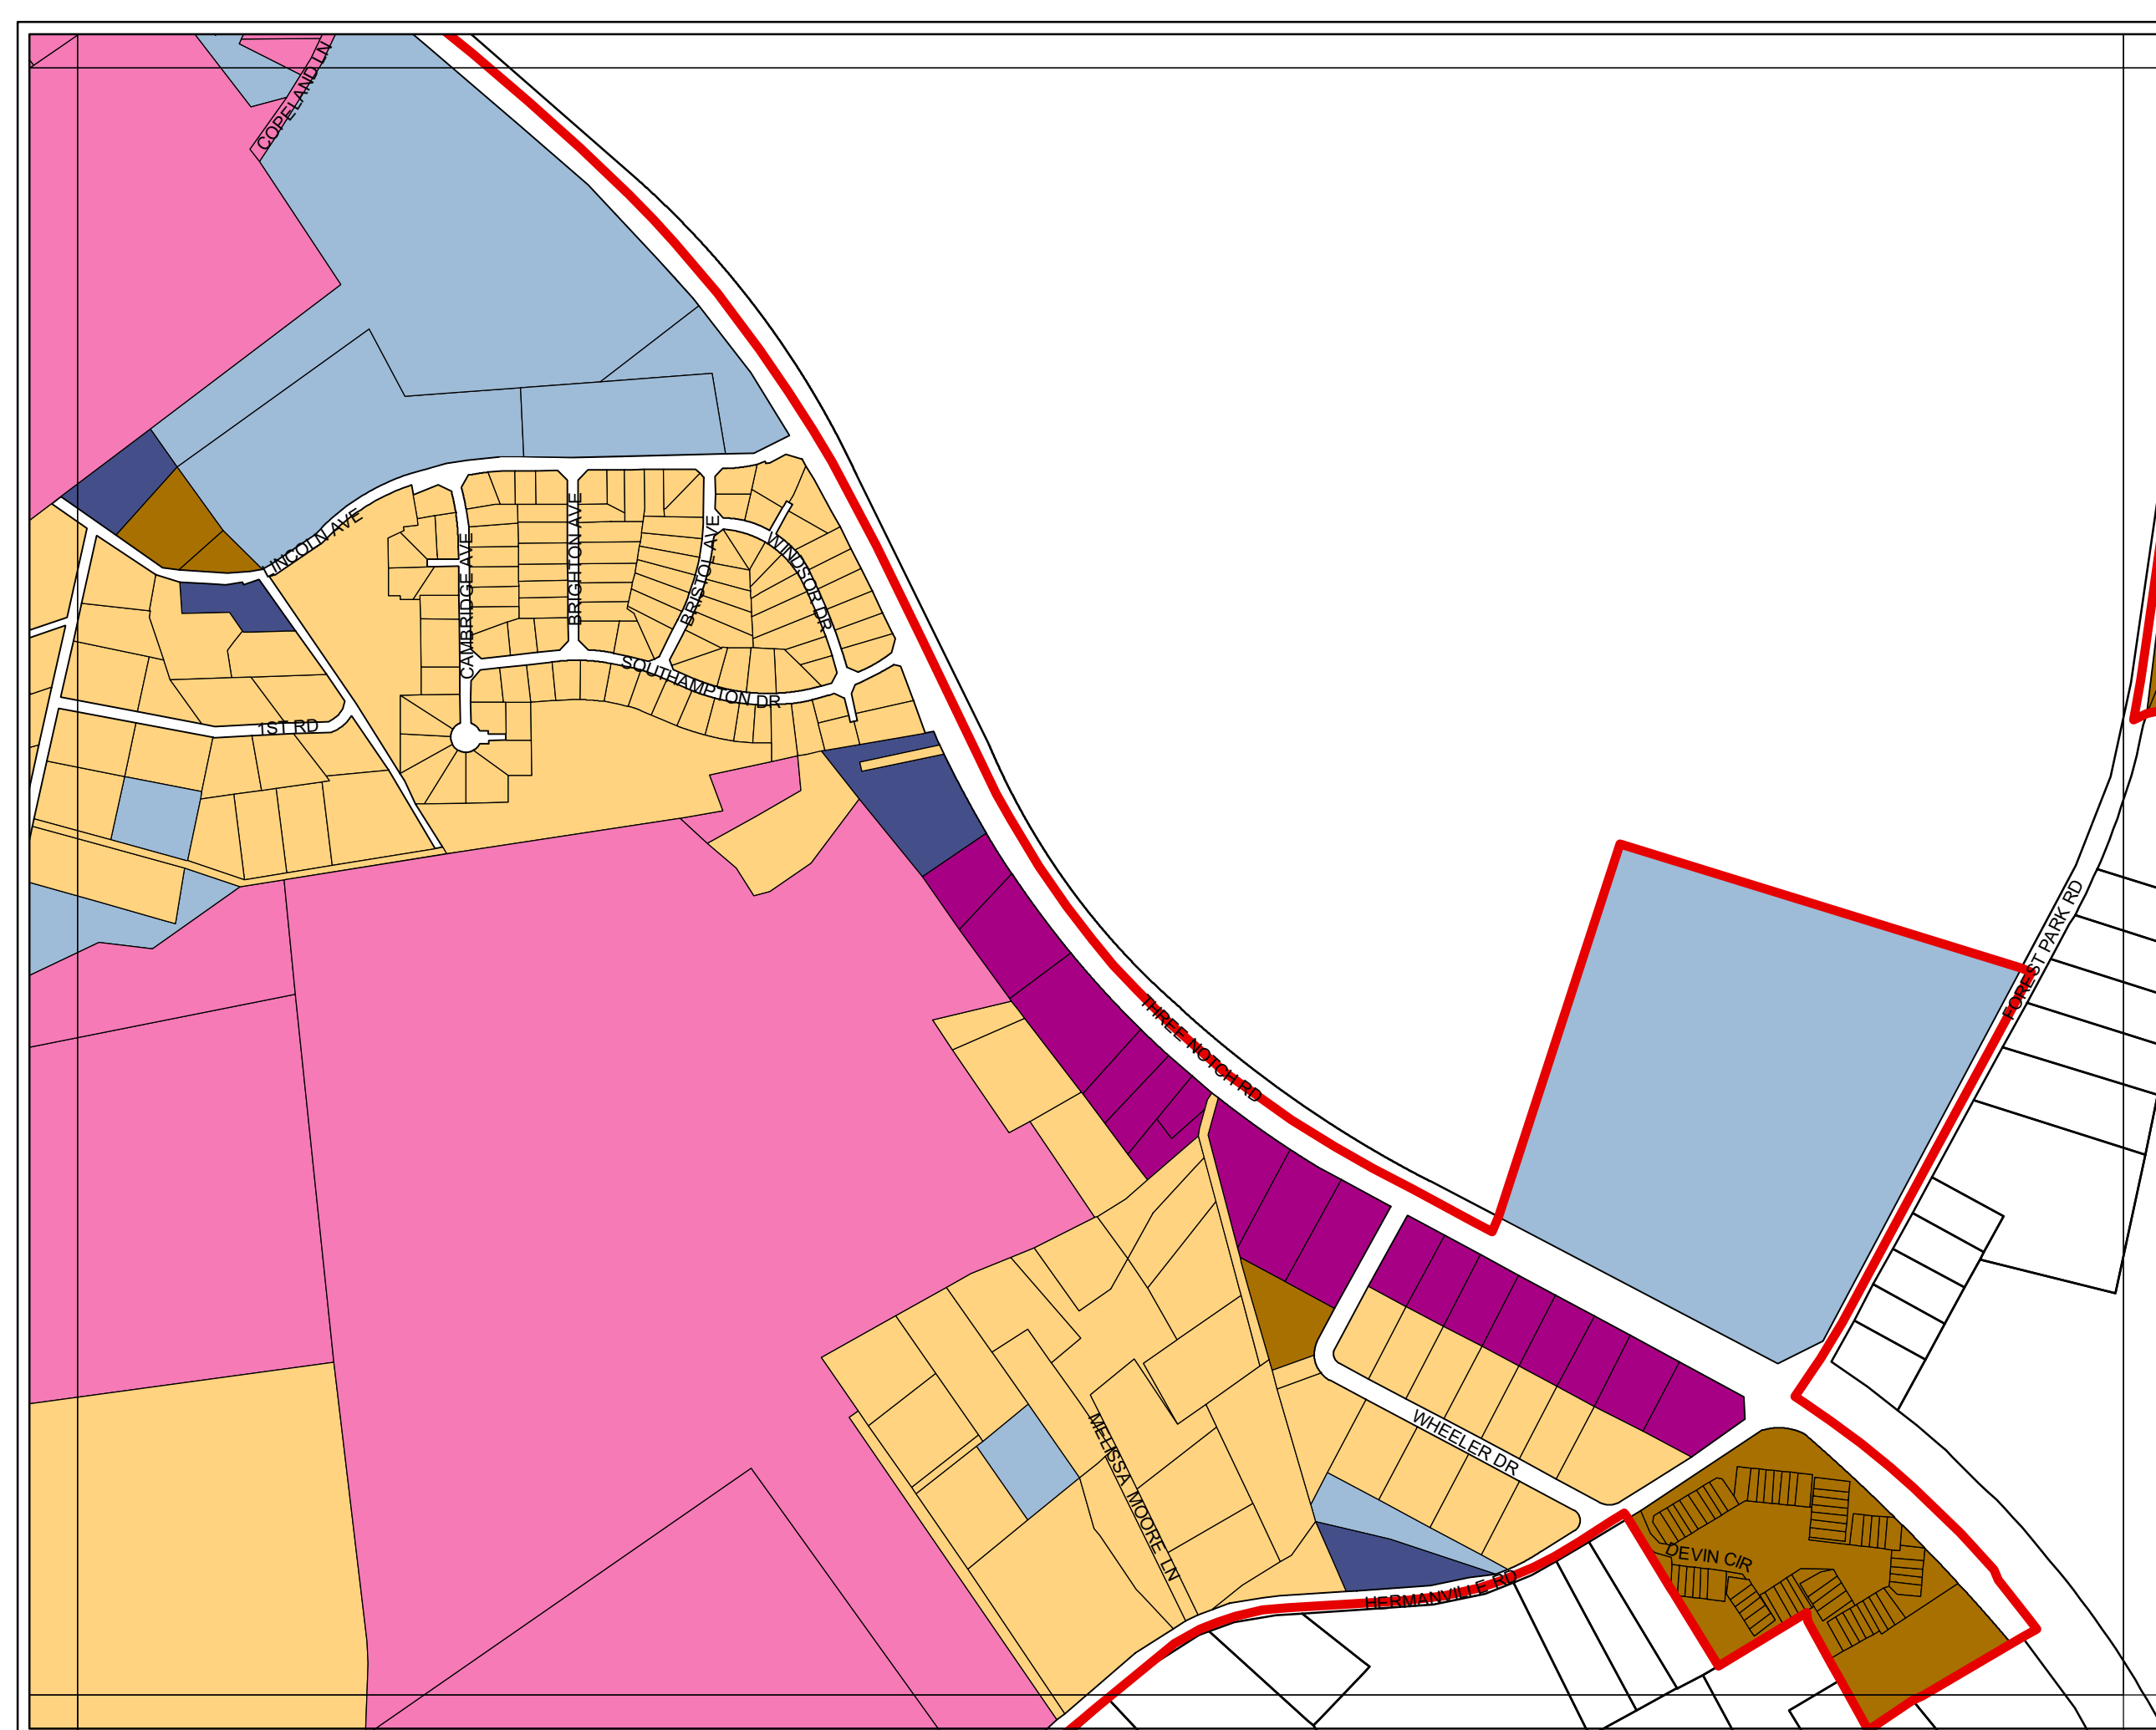 COPELAND LN
LINCOLN AVE
CAMBRIDGE AVE
BRIGHTON AVE
BRISTOL AVE
WINDSOR DR
SOUTHAMPTON DR
1ST RD
THREE NOTCH RD
FOREST PARK RD
WHEELER DR
MELISSA MOORE LN
DEVIN CIR
HERMANVILLE RD